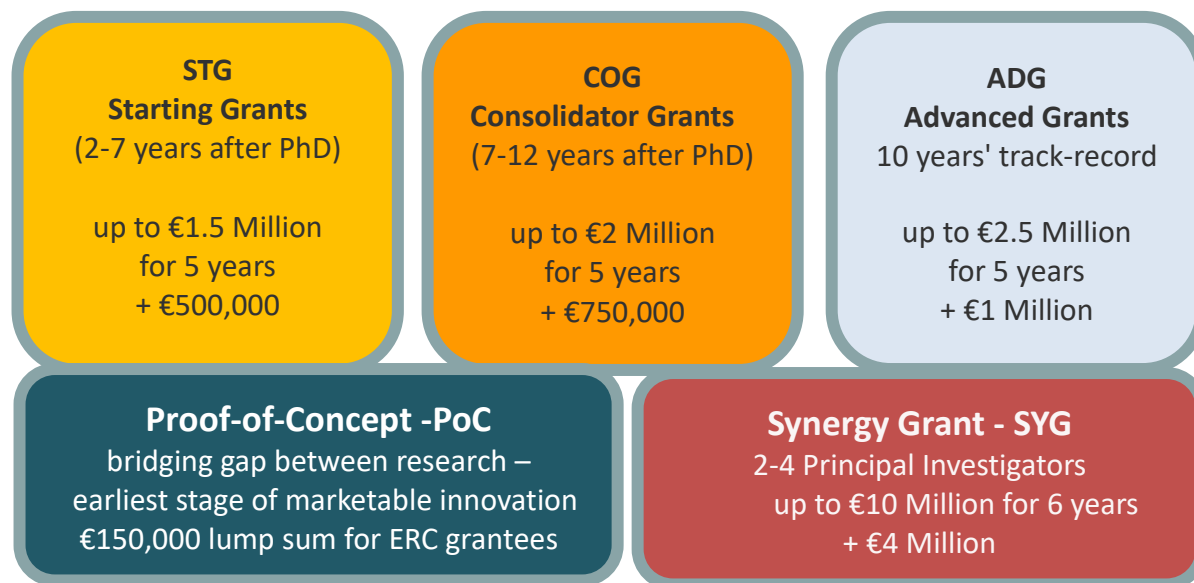 STG
Starting Grants
(2-7 years after PhD)
up to €1.5 Million
for 5 years
+ €500,000
COG
Consolidator Grants
(7-12 years after PhD)
up to €2 Million
for 5 years
+ €750,000
ADG
Advanced Grants
10 years' track-record
up to €2.5 Million
for 5 years
+ €1 Million
Proof-of-Concept -PoC
bridging gap between research –
earliest stage of marketable innovation
€150,000 lump sum for ERC grantees
Synergy Grant - SYG
2-4 Principal Investigators
up to €10 Million for 6 years
+ €4 Million